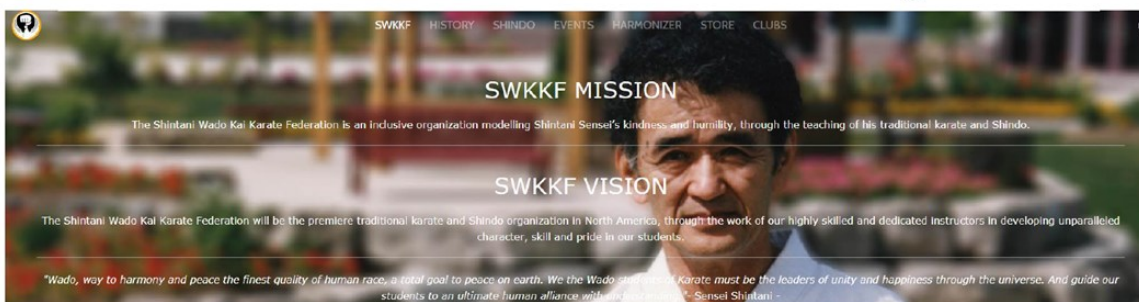 SWKKF HISTORY SHINDO EVENTS HARMONIZER STORE CLUBS
SWKKF MISSION
The Shintani Wado Kai Karate Federation is an inclusive organization modelling Shintani Sensei's kindness and humility, through the teaching of his traditional karate and Shindo.
SWKKF VISION
The Shintani Wado Kai Karate Federation will be the premiere traditional karate and Shindo organization in North America, through the work of our highly skilled and dedicated instructors in developing unparalleled
character, skill and pride in our students.
"Wado, way to harmony and peace the finest quality of human race, a total goal to peace on earth. We the Wado students of Karate must be the leaders of unity and happiness through the universe. And guide our
students to an ultimate human alliance with - Sensei Shintani -